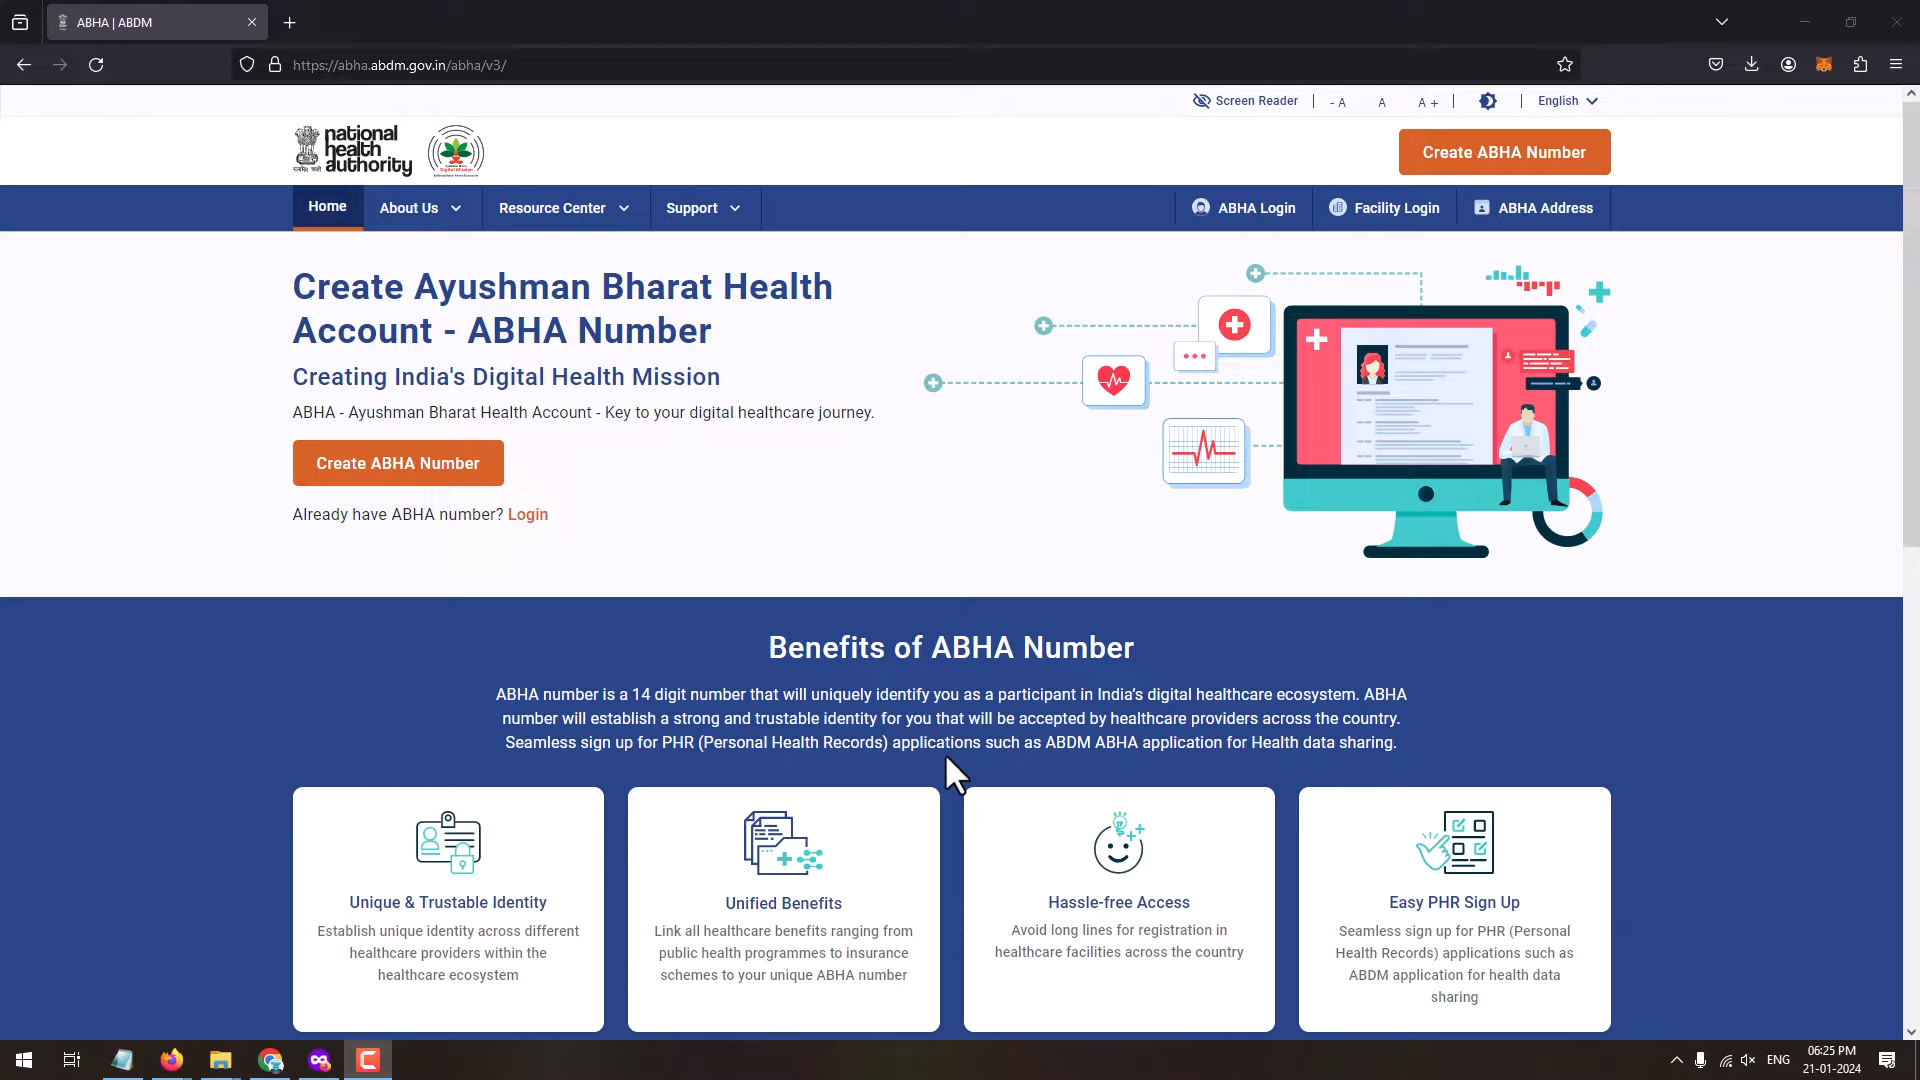 ABHA | ABDM
https://abha.abdm.gov.in/abha/v3/
Screen Reader
- A
A
A +
English
national
health
authority
Create ABHA Number
Home
About Us
Resource Center
Support
ABHA Login
Facility Login
ABHA Address
Create Ayushman Bharat Health
Account - ABHA Number
Creating India's Digital Health Mission
ABHA - Ayushman Bharat Health Account - Key to your digital healthcare journey.
Create ABHA Number
Already have ABHA number? Login
Benefits of ABHA Number
ABHA number is a 14 digit number that will uniquely identify you as a participant in India’s digital healthcare ecosystem. ABHA
number will establish a strong and trustable identity for you that will be accepted by healthcare providers across the country.
Seamless sign up for PHR (Personal Health Records) applications such as ABDM ABHA application for Health data sharing.
Unique & Trustable Identity
Establish unique identity across different
healthcare providers within the
healthcare ecosystem
Unified Benefits
Link all healthcare benefits ranging from
public health programmes to insurance
schemes to your unique ABHA number
Hassle-free Access
Avoid long lines for registration in
healthcare facilities across the country
Easy PHR Sign Up
Seamless sign up for PHR (Personal
Health Records) applications such as
ABDM application for health data
sharing
ENG
06:25 PM
21-01-2024